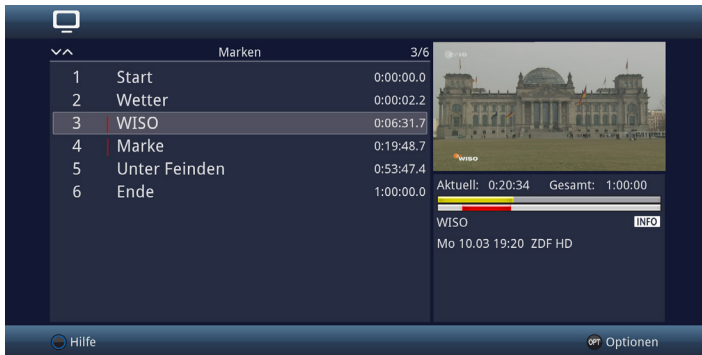 Marken 3/6
1 Start 0:00:00.0
2 Wetter 0:00:02.2
3 WISO 0:06:31.7
4 Marke 0:19:48.7
5 Unter Feinden 0:53:47.4
6 Ende 1:00:00.0
WISO
Aktuell: 0:20:34 Gesamt: 1:00:00
WISO INFO
Mo 10.03 19:20 ZDF HD
Hilfe
OPT Optionen